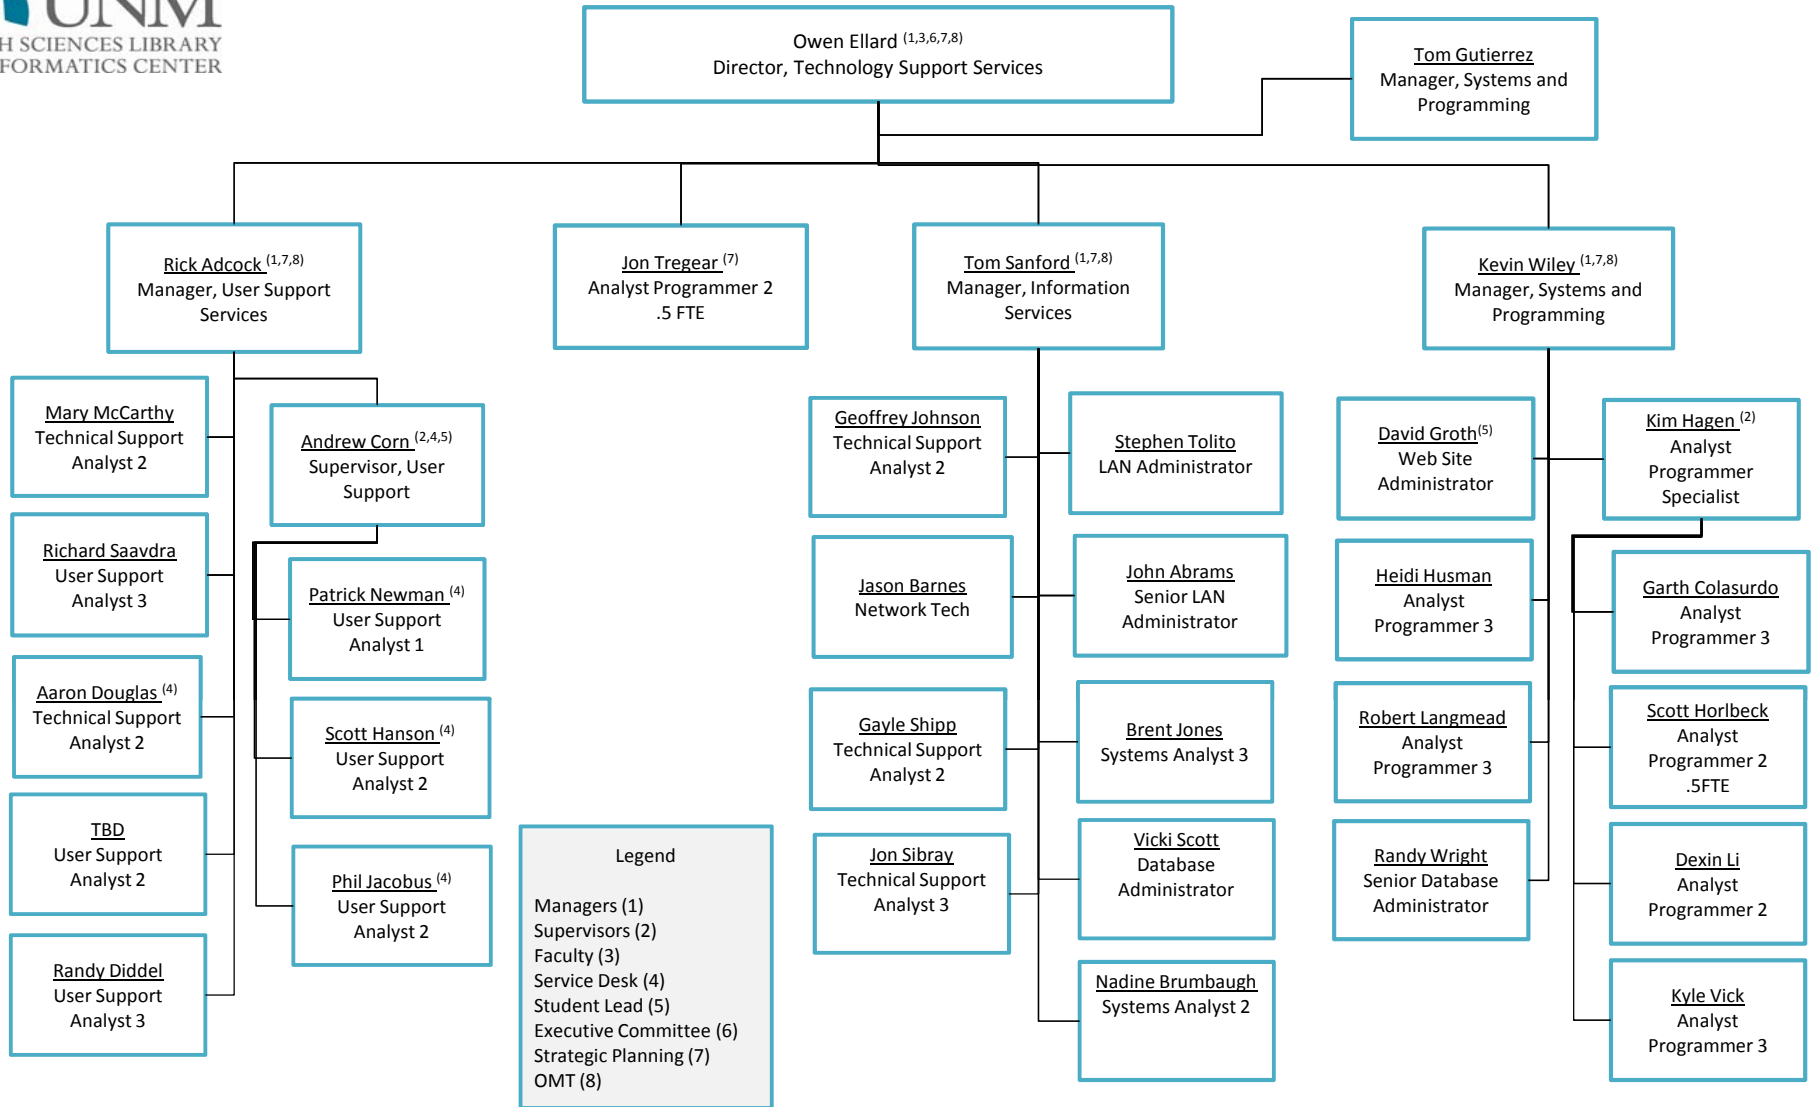 UNM
H SCIENCES LIBRARY
FORMATICS CENTER
Owen Ellard (1,3,6,7,8)
Director, Technology Support Services
Tom Gutierrez
Manager, Systems and
Programming
Rick Adcock (1,7,8)
Manager, User Support
Services
Jon Tregear (7)
Analyst Programmer 2
.5 FTE
Tom Sanford (1,7,8)
Manager, Information
Services
Kevin Wiley (1,7,8)
Manager, Systems and
Programming
Mary McCarthy
Technical Support
Analyst 2
Richard Saavdra
User Support
Analyst 3
Aaron Douglas (4)
Technical Support
Analyst 2
TBD
User Support
Analyst 2
Randy Diddel
User Support
Analyst 3
Andrew Corn (2,4,5)
Supervisor, User
Support
Patrick Newman (4)
User Support
Analyst 1
Scott Hanson (4)
User Support
Analyst 2
Phil Jacobus (4)
User Support
Analyst 2
Legend
Managers (1)
Supervisors (2)
Faculty (3)
Service Desk (4)
Student Lead (5)
Executive Committee (6)
Strategic Planning (7)
OMT (8)
Geoffrey Johnson
Technical Support
Analyst 2
Jason Barnes
Network Tech
Gayle Shipp
Technical Support
Analyst 2
Jon Sibray
Technical Support
Analyst 3
Stephen Tolito
LAN Administrator
John Abrams
Senior LAN
Administrator
Brent Jones
Systems Analyst 3
Vicki Scott
Database
Administrator
Nadine Brumbaugh
Systems Analyst 2
David Groth(5)
Web Site
Administrator
Heidi Husman
Analyst
Programmer 3
Robert Langmead
Analyst
Programmer 3
Randy Wright
Senior Database
Administrator
Kim Hagen (2)
Analyst
Programmer
Specialist
Garth Colasurdo
Analyst
Programmer 3
Scott Horlbeck
Analyst
Programmer 2
.5FTE
Dexin Li
Analyst
Programmer 2
Kyle Vick
Analyst
Programmer 3